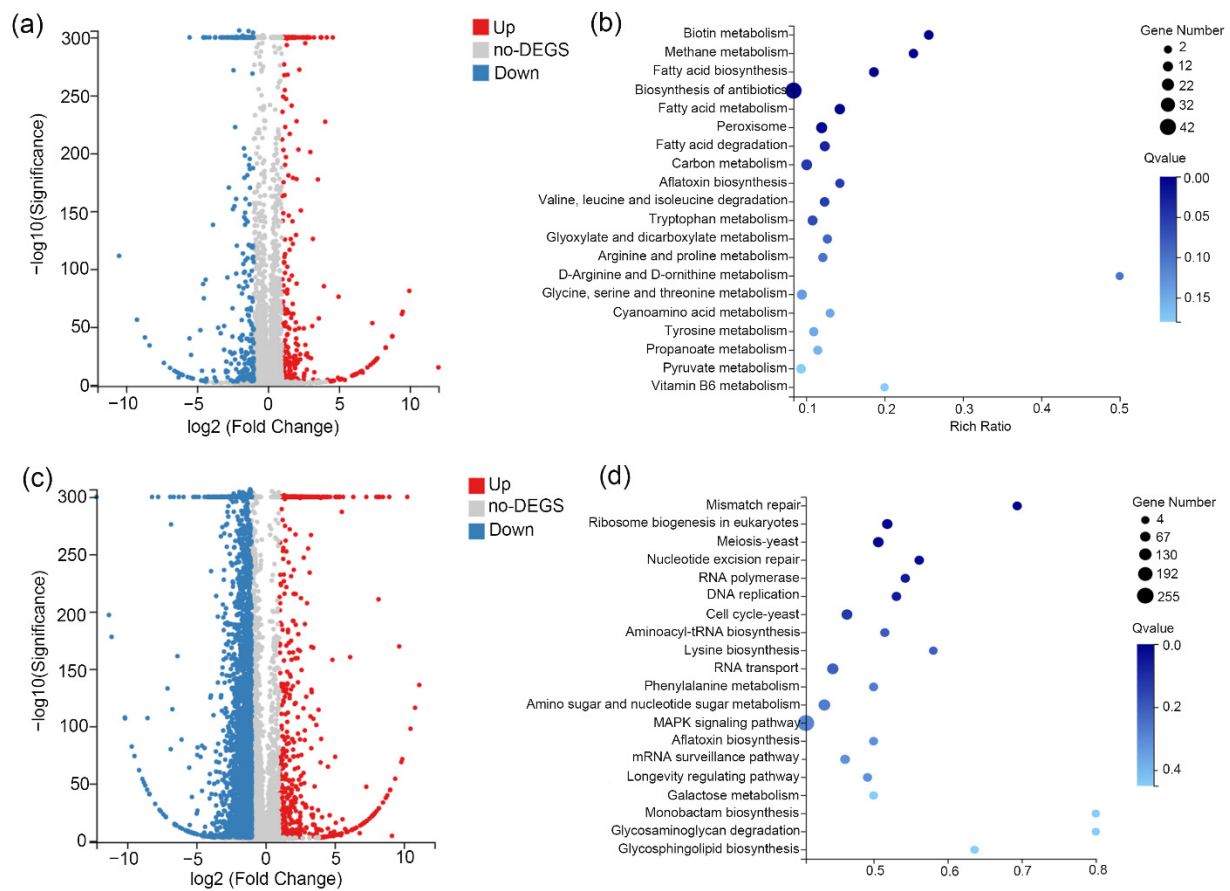 (a)
Up
no-DEGS
Down
300
250
200
150
100
50
0
−log10(Significance)
−10
−5
0
5
10
log2 (Fold Change)
(b)
Biotin metabolism
Methane metabolism
Fatty acid biosynthesis
Biosynthesis of antibiotics
Fatty acid metabolism
Peroxisome
Fatty acid degradation
Carbon metabolism
Aflatoxin biosynthesis
Valine, leucine and isoleucine degradation
Tryptophan metabolism
Glyoxylate and dicarboxylate metabolism
Arginine and proline metabolism
D-Arginine and D-ornithine metabolism
Glycine, serine and threonine metabolism
Cyanoamino acid metabolism
Tyrosine metabolism
Propanoate metabolism
Pyruvate metabolism
Vitamin B6 metabolism
0.1
0.2
0.3
0.4
0.5
Rich Ratio
Gene Number
2
12
22
32
42
Qvalue
0.00
0.05
0.10
0.15
(c)
Up
no-DEGS
Down
300
250
200
150
100
50
0
−log10(Significance)
−10
−5
0
5
10
log2 (Fold Change)
(d)
Mismatch repair
Ribosome biogenesis in eukaryotes
Meiosis-yeast
Nucleotide excision repair
RNA polymerase
DNA replication
Cell cycle-yeast
Aminoacyl-tRNA biosynthesis
Lysine biosynthesis
RNA transport
Phenylalanine metabolism
Amino sugar and nucleotide sugar metabolism
MAPK signaling pathway
Aflatoxin biosynthesis
mRNA surveillance pathway
Longevity regulating pathway
Galactose metabolism
Monobactam biosynthesis
Glycosaminoglycan degradation
Glycosphingolipid biosynthesis
0.5
0.6
0.7
0.8
Gene Number
4
67
130
192
255
Qvalue
0.0
0.2
0.4